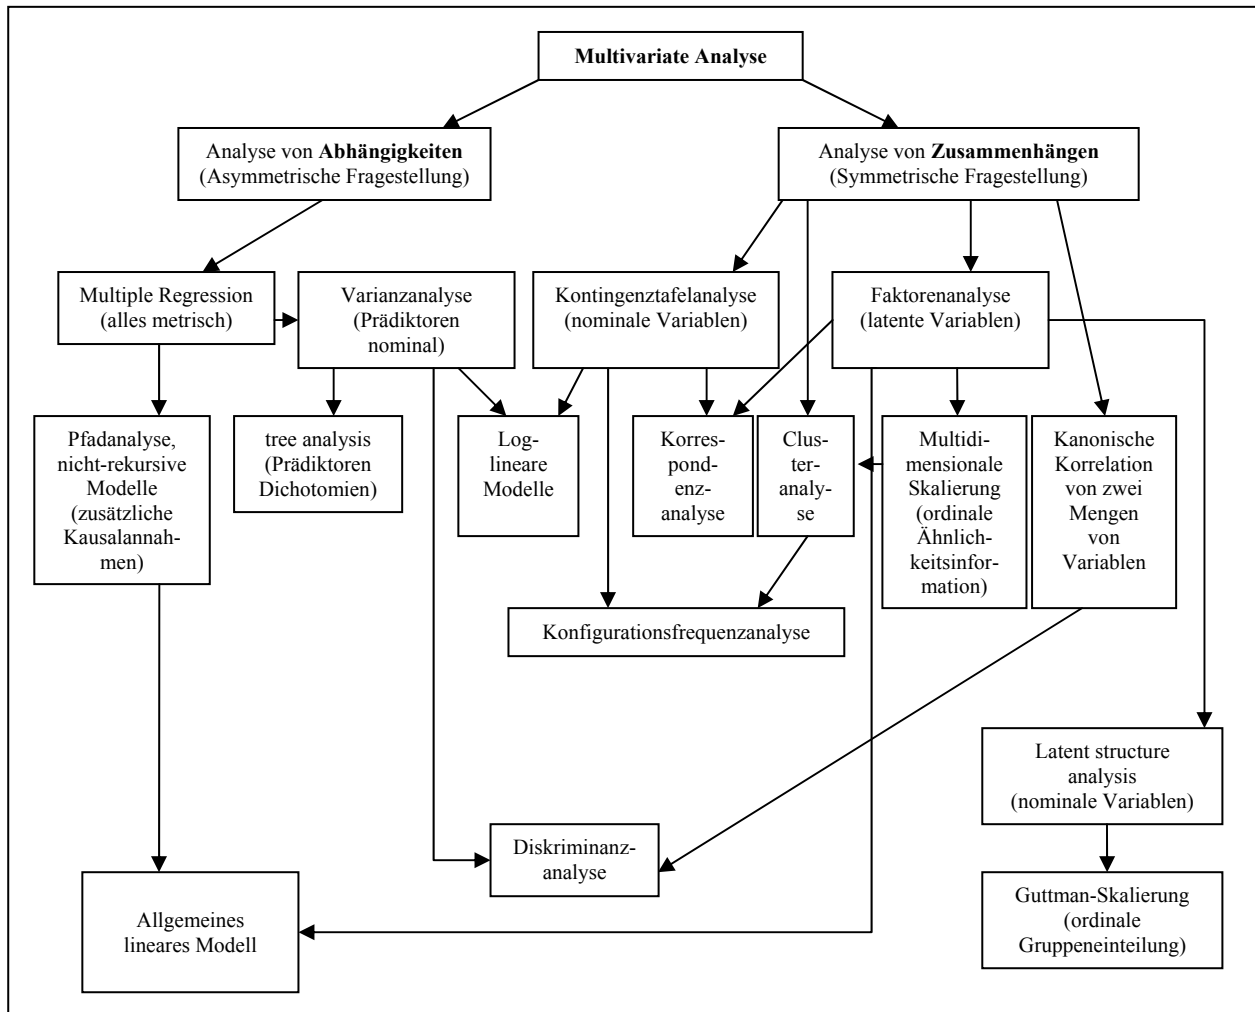 Multivariate Analyse
Analyse von Abhängigkeiten
(Asymmetrische Fragestellung)
Analyse von Zusammenhängen
(Symmetrische Fragestellung)
Multiple Regression
(alles metrisch)
Varianzanalyse
(Prädiktoren
nominal)
Kontingenztafelanalyse
(nominale Variablen)
Faktorenanalyse
(latente Variablen)
Pfadanalyse,
nicht-rekursive
Modelle
(zusätzliche
Kausalannah-
men)
tree analysis
(Prädiktoren
Dichotomien)
Log-
lineare
Modelle
Korres-
pond-
enz-
analyse
Clus-
ter-
analy-
se
Multidi-
mensionale
Skalierung
(ordinale
Ähnlich-
keitsinfor-
mation)
Kanonische
Korrelation
von zwei
Mengen
von
Variablen
Konfigurationsfrequenzanalyse
Latent structure
analysis
(nominale Variablen)
Diskriminanz-
analyse
Allgemeines
lineares Modell
Guttman-Skalierung
(ordinale
Gruppeneinteilung)